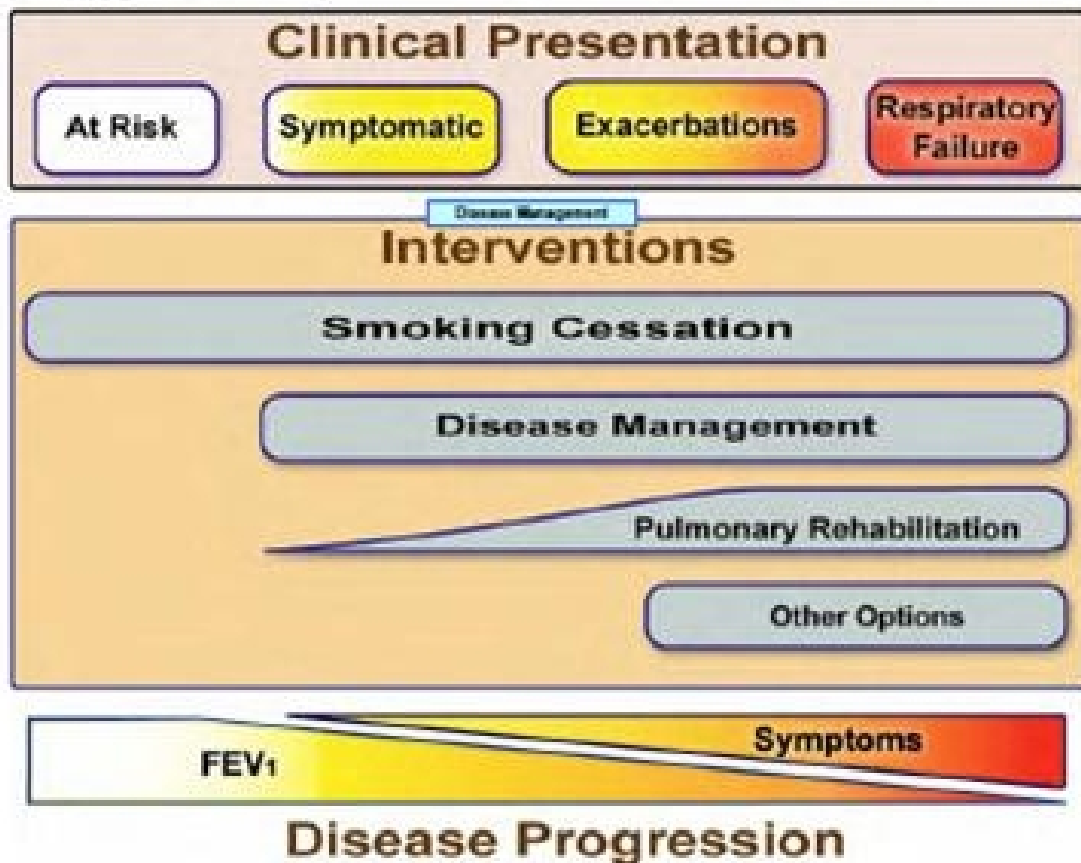 Clinical Presentation
At Risk
Symptomatic
Exacerbations
Respiratory
Failure
Disease Management
Interventions
Smoking Cessation
Disease Management
Pulmonary Rehabilitation
Other Options
Symptoms
FEV₁
Disease Progression